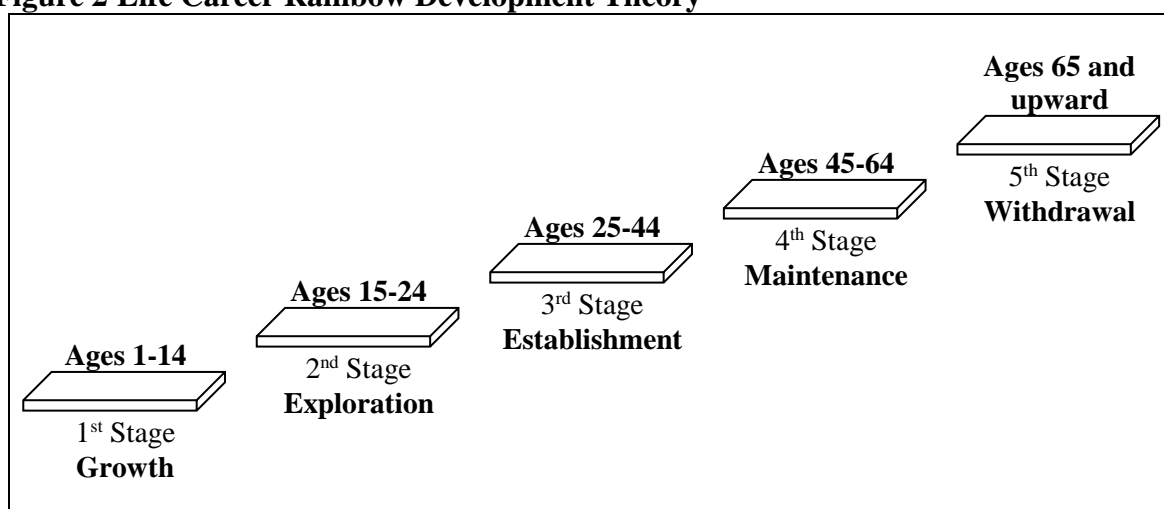 Figure 2 Life Career Rainbow Development Theory
Ages 65 and
upward
5th Stage
Withdrawal
Ages 45-64
4th Stage
Maintenance
Ages 25-44
3rd Stage
Establishment
Ages 15-24
2nd Stage
Exploration
Ages 1-14
1st Stage
Growth